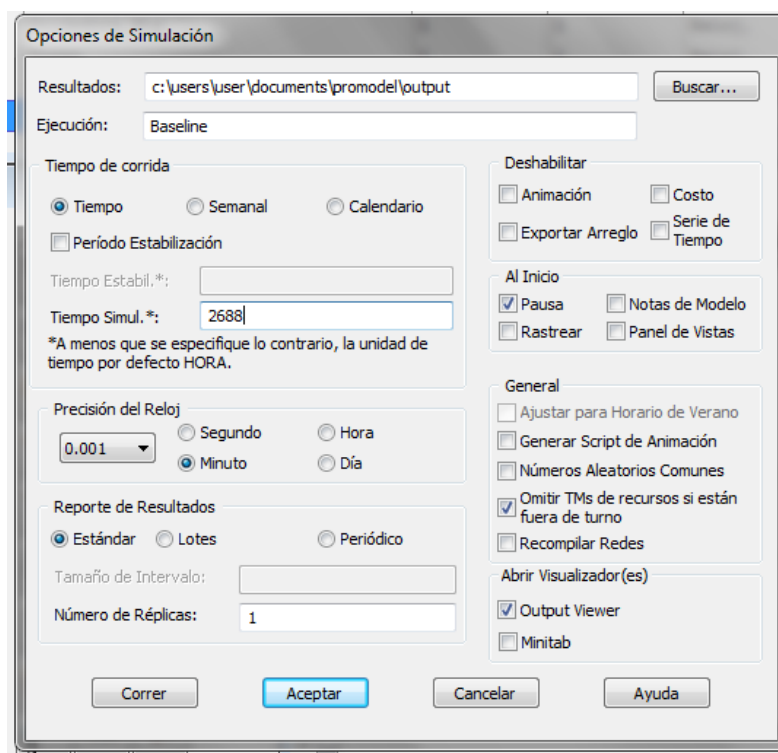 Opciones de Simulación
Resultados: c:\users\user\documents\promodel\output Buscar...
Ejecución: Baseline
Tiempo de corrida
Tiempo Semanal Calendario
Período Estabilización
Tiempo Estabil.*:
Tiempo Simul.*: 2688
*A menos que se especifique lo contrario, la unidad de
tiempo por defecto HORA.
Precisión del Reloj
0.001
Segundo Hora
Minuto Día
Reporte de Resultados
Estándar Lotes Periódico
Tamaño de Intervalo:
Número de Réplicas: 1
Deshabilitar
Animación Costo
Exportar Arreglo Serie de
Tiempo
Al Inicio
Pausa Notas de Modelo
Rastrear Panel de Vistas
General
Ajustar para Horario de Verano
Generar Script de Animación
Números Aleatorios Comunes
Omitir TMs de recursos si están
fuera de turno
Recompilar Redes
Abrir Visualizador(es)
Output Viewer
Minitab
Correr Aceptar Cancelar Ayuda